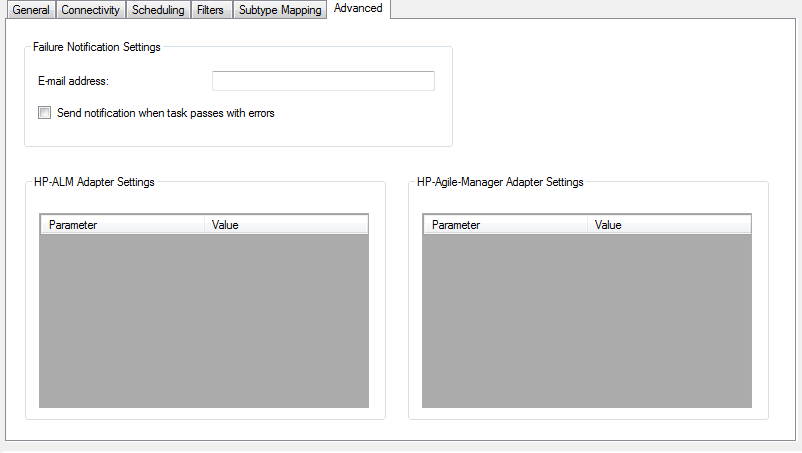 General Connectivity Scheduling Filters Subtype Mapping Advanced
Failure Notification Settings
E-mail address:
Send notification when task passes with errors
HP-ALM Adapter Settings
Parameter Value
HP-Agile-Manager Adapter Settings
Parameter Value